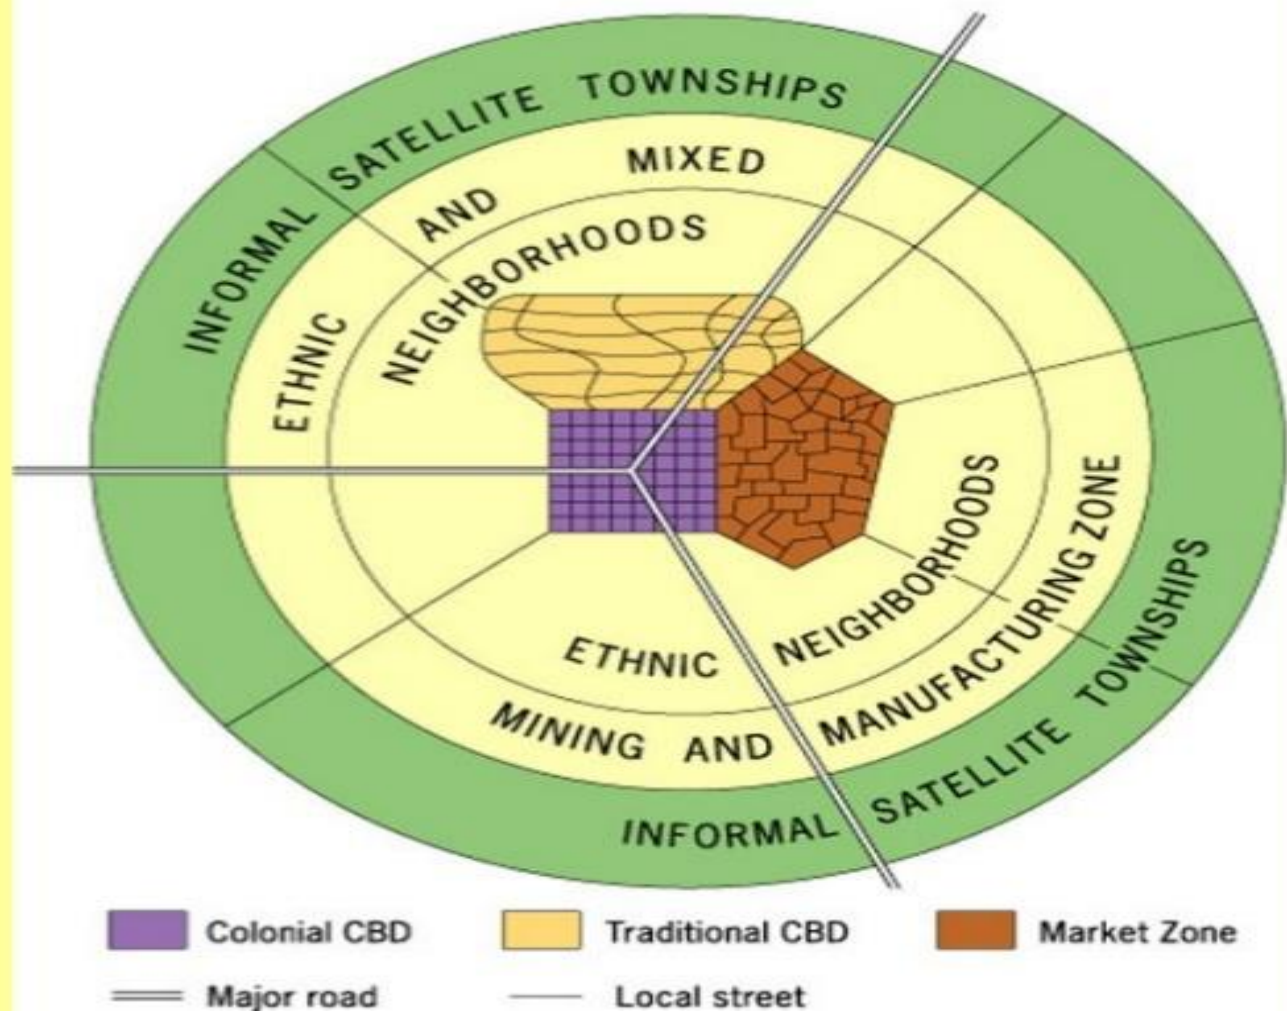 INFORMAL SATELLITE TOWNSHIPS
ETHNIC AND MIXED
NEIGHBORHOODS
ETHNIC NEIGHBORHOODS
MINING AND MANUFACTURING ZONE
INFORMAL SATELLITE TOWNSHIPS
Colonial CBD
Traditional CBD
Market Zone
Major road
Local street